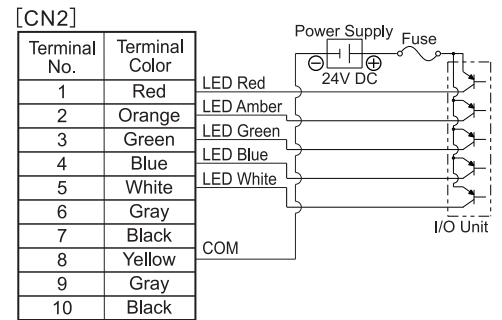 [CN2]
Terminal No. Terminal Color
1 Red
2 Orange
3 Green
4 Blue
5 White
6 Gray
7 Black
8 Yellow
9 Gray
10 Black
LED Red
LED Amber
LED Green
LED Blue
LED White
COM
Power Supply
Fuse
24V DC
I/O Unit